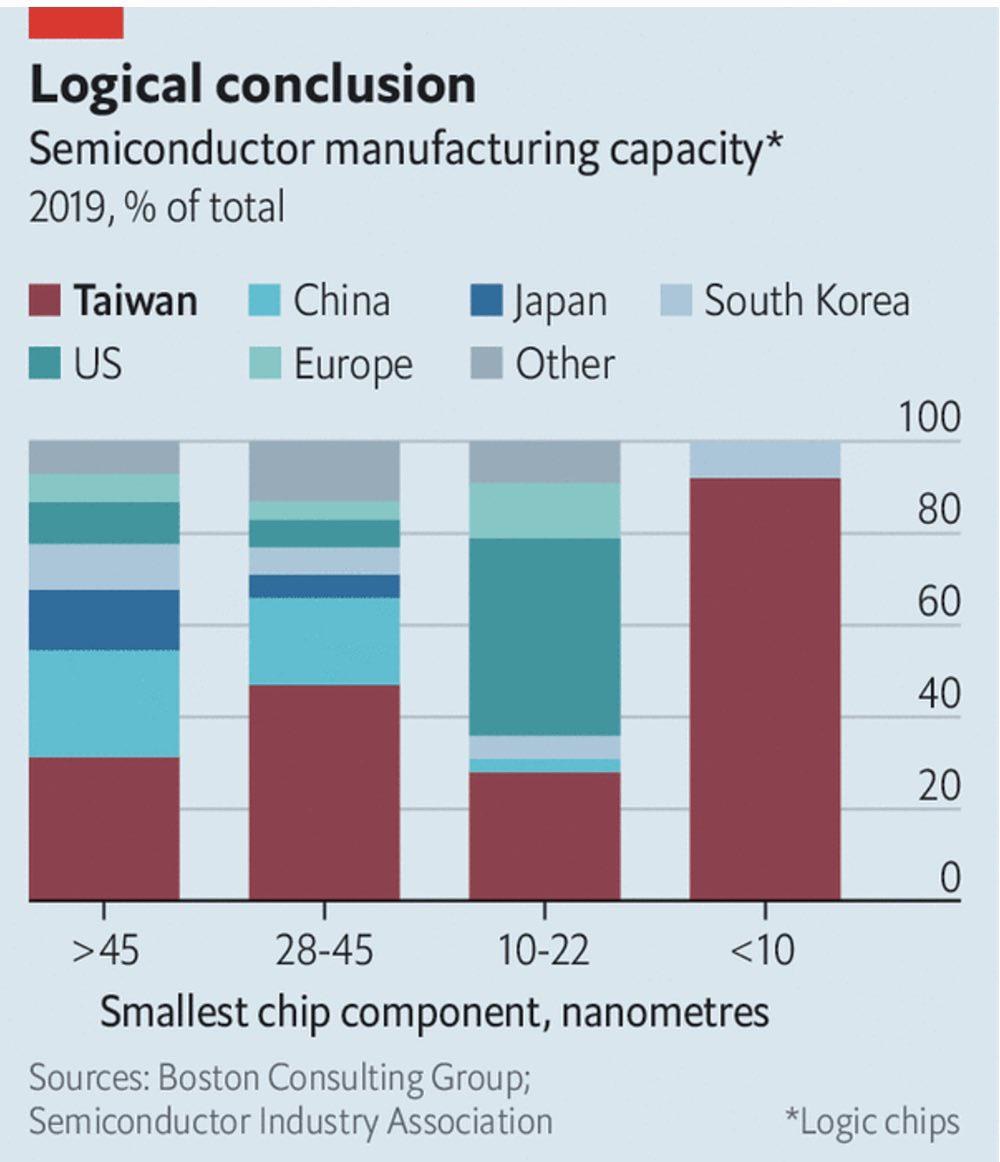 Logical conclusion
Semiconductor manufacturing capacity*
2019, % of total
Taiwan China Japan South Korea
US Europe Other
100
80
60
40
20
0
>45 28-45 10-22 <10
Smallest chip component, nanometres
Sources: Boston Consulting Group;
Semiconductor Industry Association *Logic chips